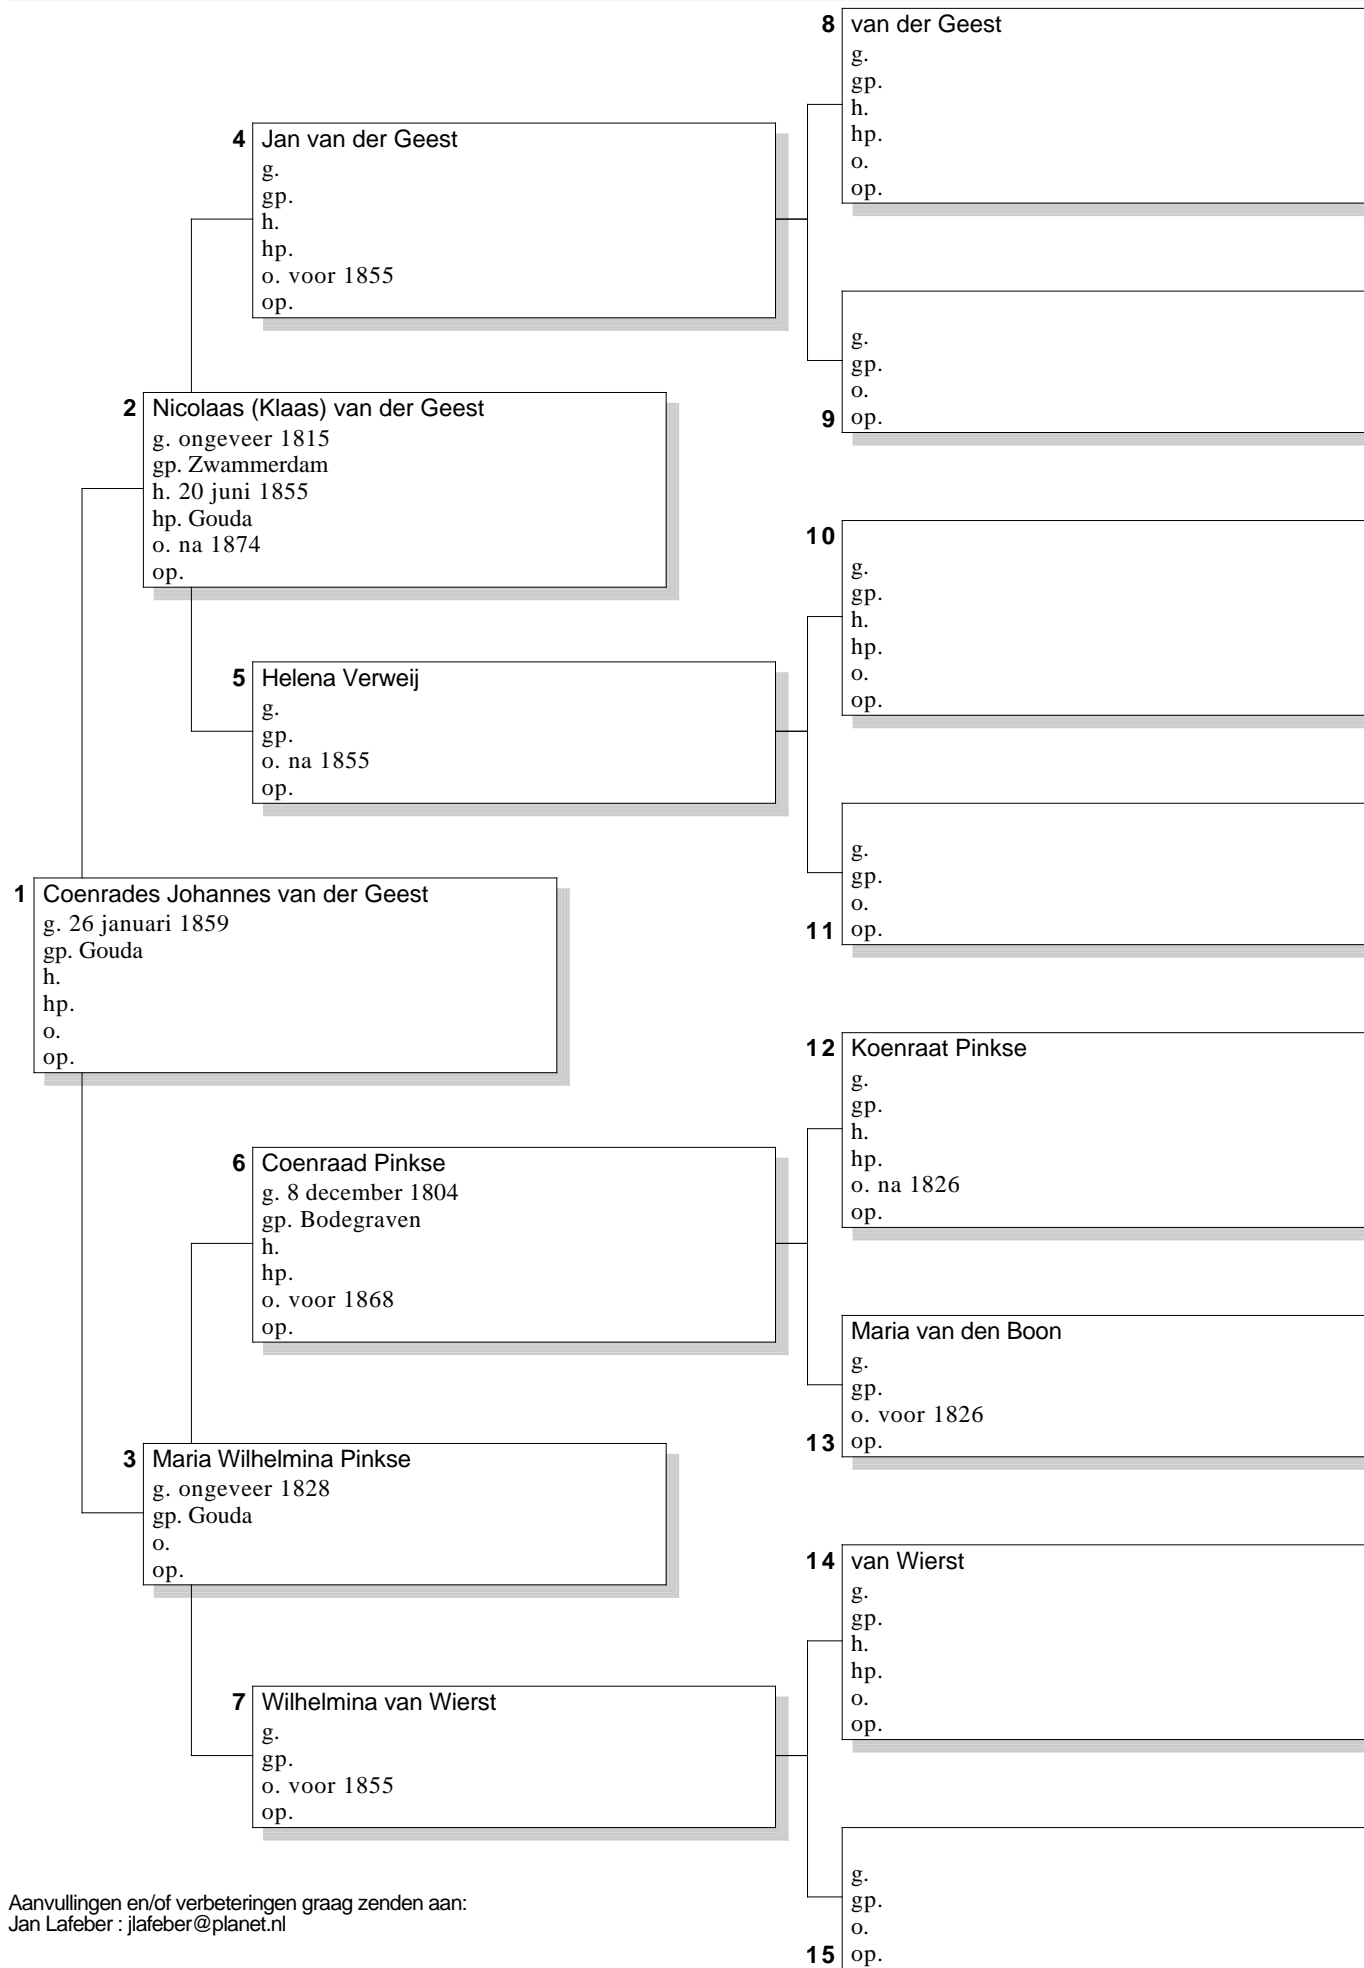 8 van der Geest
g.
gp.
h.
hp.
o.
op.
4 Jan van der Geest
g.
gp.
h.
hp.
o. voor 1855
op.
g.
gp.
o.
9 op.
2 Nicolaas (Klaas) van der Geest
g. ongeveer 1815
gp. Zwammerdam
h. 20 juni 1855
hp. Gouda
o. na 1874
op.
10
g.
gp.
h.
hp.
o.
op.
5 Helena Verweij
g.
gp.
o. na 1855
op.
g.
gp.
o.
11 op.
1 Coenrades Johannes van der Geest
g. 26 januari 1859
gp. Gouda
h.
hp.
o.
op.
12 Koenraat Pinkse
g.
gp.
h.
hp.
o. na 1826
op.
6 Coenraad Pinkse
g. 8 december 1804
gp. Bodegraven
h.
hp.
o. voor 1868
op.
Maria van den Boon
g.
gp.
o. voor 1826
13 op.
3 Maria Wilhelmina Pinkse
g. ongeveer 1828
gp. Gouda
o.
op.
14 van Wierst
g.
gp.
h.
hp.
o.
op.
7 Wilhelmina van Wierst
g.
gp.
o. voor 1855
op.
g.
gp.
o.
15 op.
Aanvullingen en/of verbeteringen graag zenden aan:
Jan Lafeber : jlafeber@planet.nl